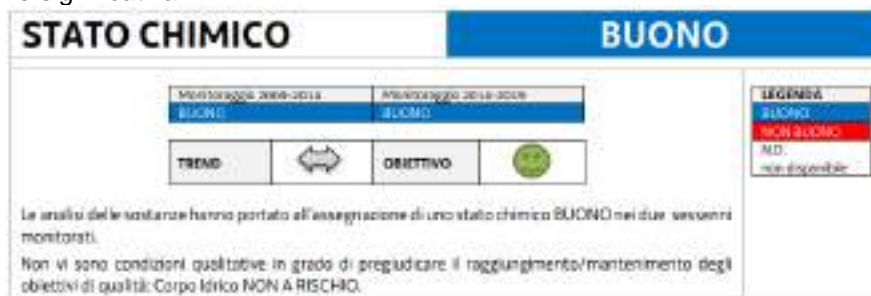 STATO CHIMICO BUONO
Monitoraggio 2009-2014 Monitoraggio 2014-2019
BUONO BUONO
TREND OBIETTIVO
LEGENDA
BUONO
NON BUONO
N.D.
non disponibile
Le analisi delle sostanze hanno portato all'assegnazione di uno stato chimico BUONO nei due sessenni
monitorati.
Non vi sono condizioni qualitative in grado di pregiudicare il raggiungimento/mantenimento degli
obiettivi di qualità: Corpo Idrico NON A RISCHIO.